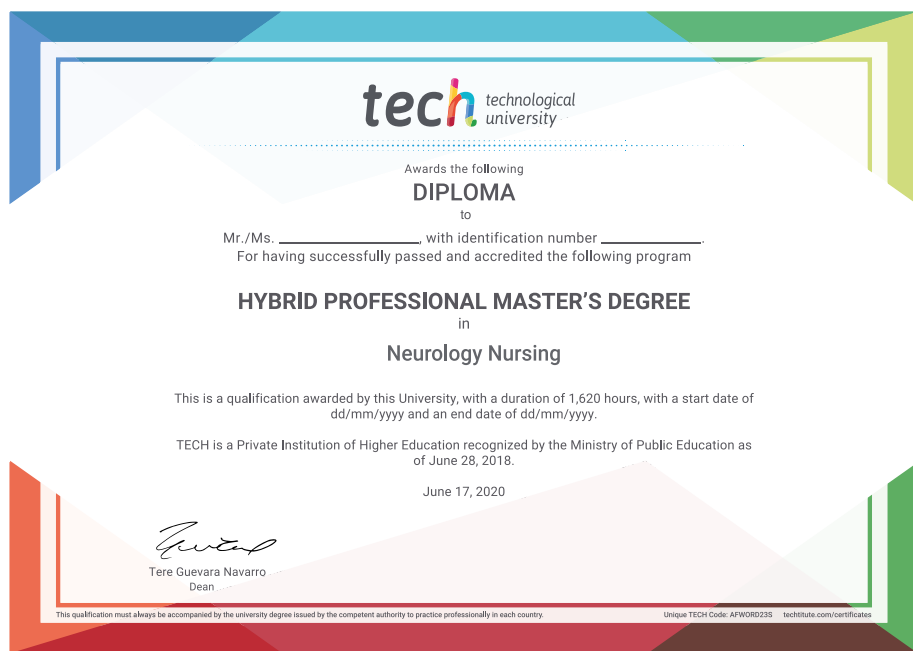 tech technological
university
Awards the following
DIPLOMA
to
Mr./Ms. ____________________, with identification number ______________.
For having successfully passed and accredited the following program
HYBRID PROFESSIONAL MASTER'S DEGREE
in
Neurology Nursing
This is a qualification awarded by this University, with a duration of 1,620 hours, with a start date of
dd/mm/yyyy and an end date of dd/mm/yyyy.
TECH is a Private Institution of Higher Education recognized by the Ministry of Public Education as
of June 28, 2018.
June 17, 2020
Tere Guevara Navarro
Dean
This qualification must always be accompanied by the university degree issued by the competent authority to practice professionally in each country. Unique TECH Code: AFWORD23S techtitute.com/certificates